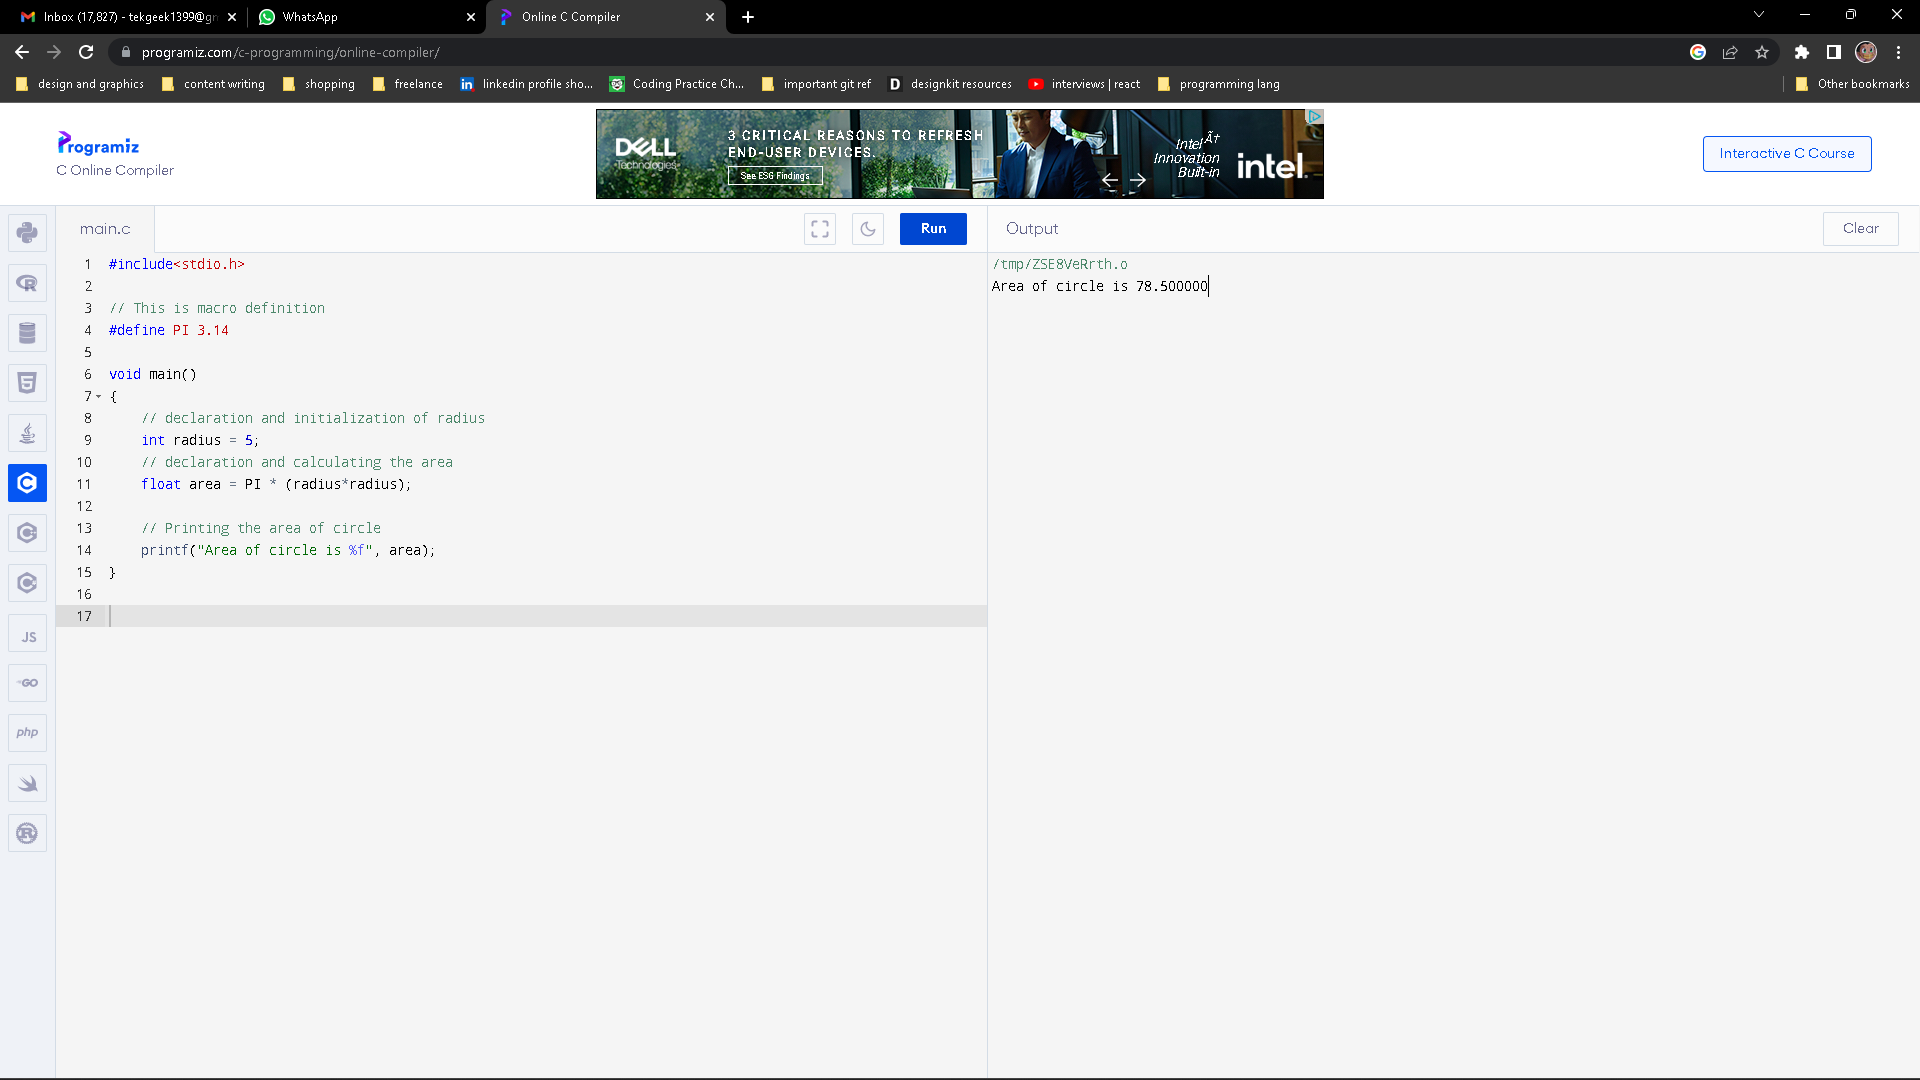 Inbox (17,827) - tekgeek1399@gn
WhatsApp
Online C Compiler
programiz.com/c-programming/online-compiler/
design and graphics
content writing
shopping
freelance
linkedin profile sho...
Coding Practice Ch...
important git ref
designkit resources
interviews | react
programming lang
Other bookmarks
Programiz
C Online Compiler
DELL
Technologies
3 CRITICAL REASONS TO REFRESH
END-USER DEVICES.
See ESG Findings
Intel Æ
Innovation
Built-in
intel.
Interactive C Course
main.c
Run
Output
Clear
1 #include<stdio.h>
2
3 // This is macro definition
4 #define PI 3.14
5
6 void main()
7 {
8 // declaration and initialization of radius
9 int radius = 5;
10 // declaration and calculating the area
11 float area = PI * (radius*radius);
12
13 // Printing the area of circle
14 printf("Area of circle is %f", area);
15 }
16
17
/tmp/ZSE8VeRrth.o
Area of circle is 78.500000
JS
GO
php